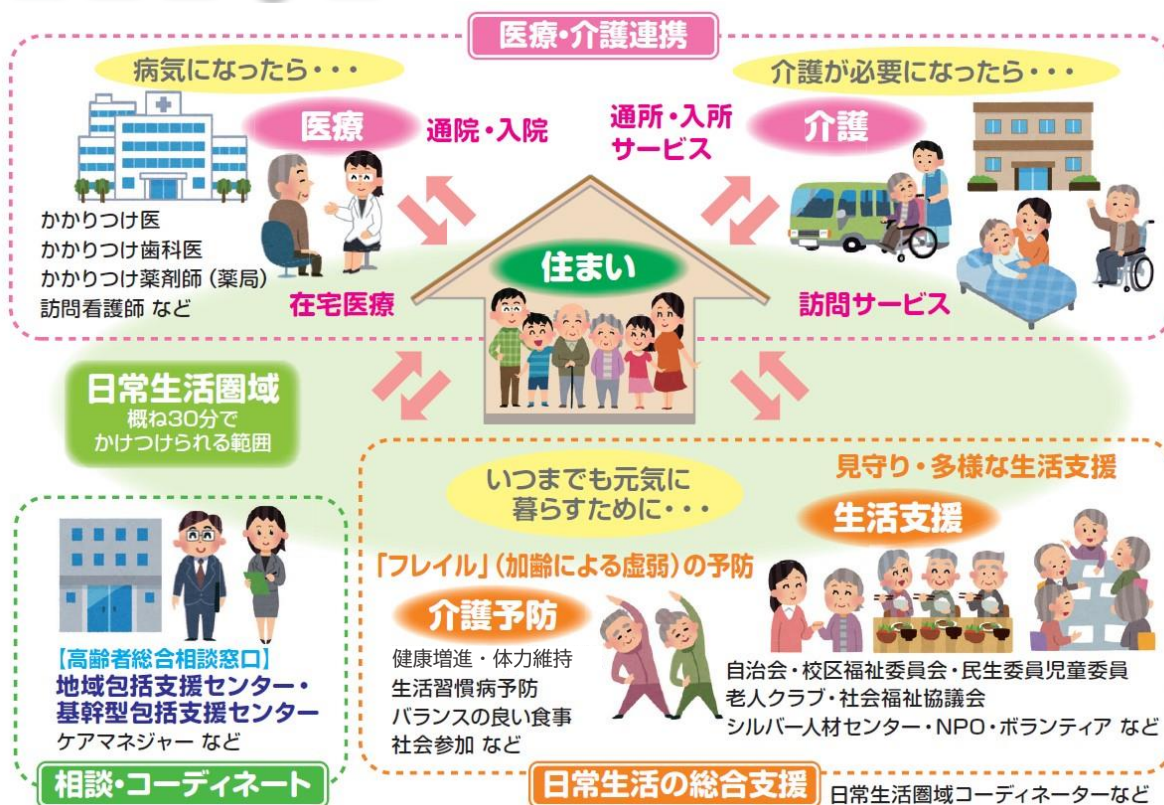 医療・介護連携
病気になったら・・・
医療
通院・入院
かかりつけ医
かかりつけ歯科医
かかりつけ薬剤師（薬局）
訪問看護師 など
在宅医療
介護が必要になったら・・・
通所・入所
サービス
介護
訪問サービス
住まい
日常生活圏域
概ね30分で
かけつけられる範囲
【高齢者総合相談窓口】
地域包括支援センター・
基幹型包括支援センター
ケアマネジャー など
相談・コーディネート
いつまでも元気に
暮らすために・・・
「フレイル」（加齢による虚弱）の予防
介護予防
健康増進・体力維持
生活習慣病予防
バランスの良い食事
社会参加 など
見守り・多様な生活支援
生活支援
自治会・校区福祉委員会・民生委員児童委員
老人クラブ・社会福祉協議会
シルバー人材センター・NPO・ボランティア など
日常生活の総合支援
日常生活圏域コーディネーターなど